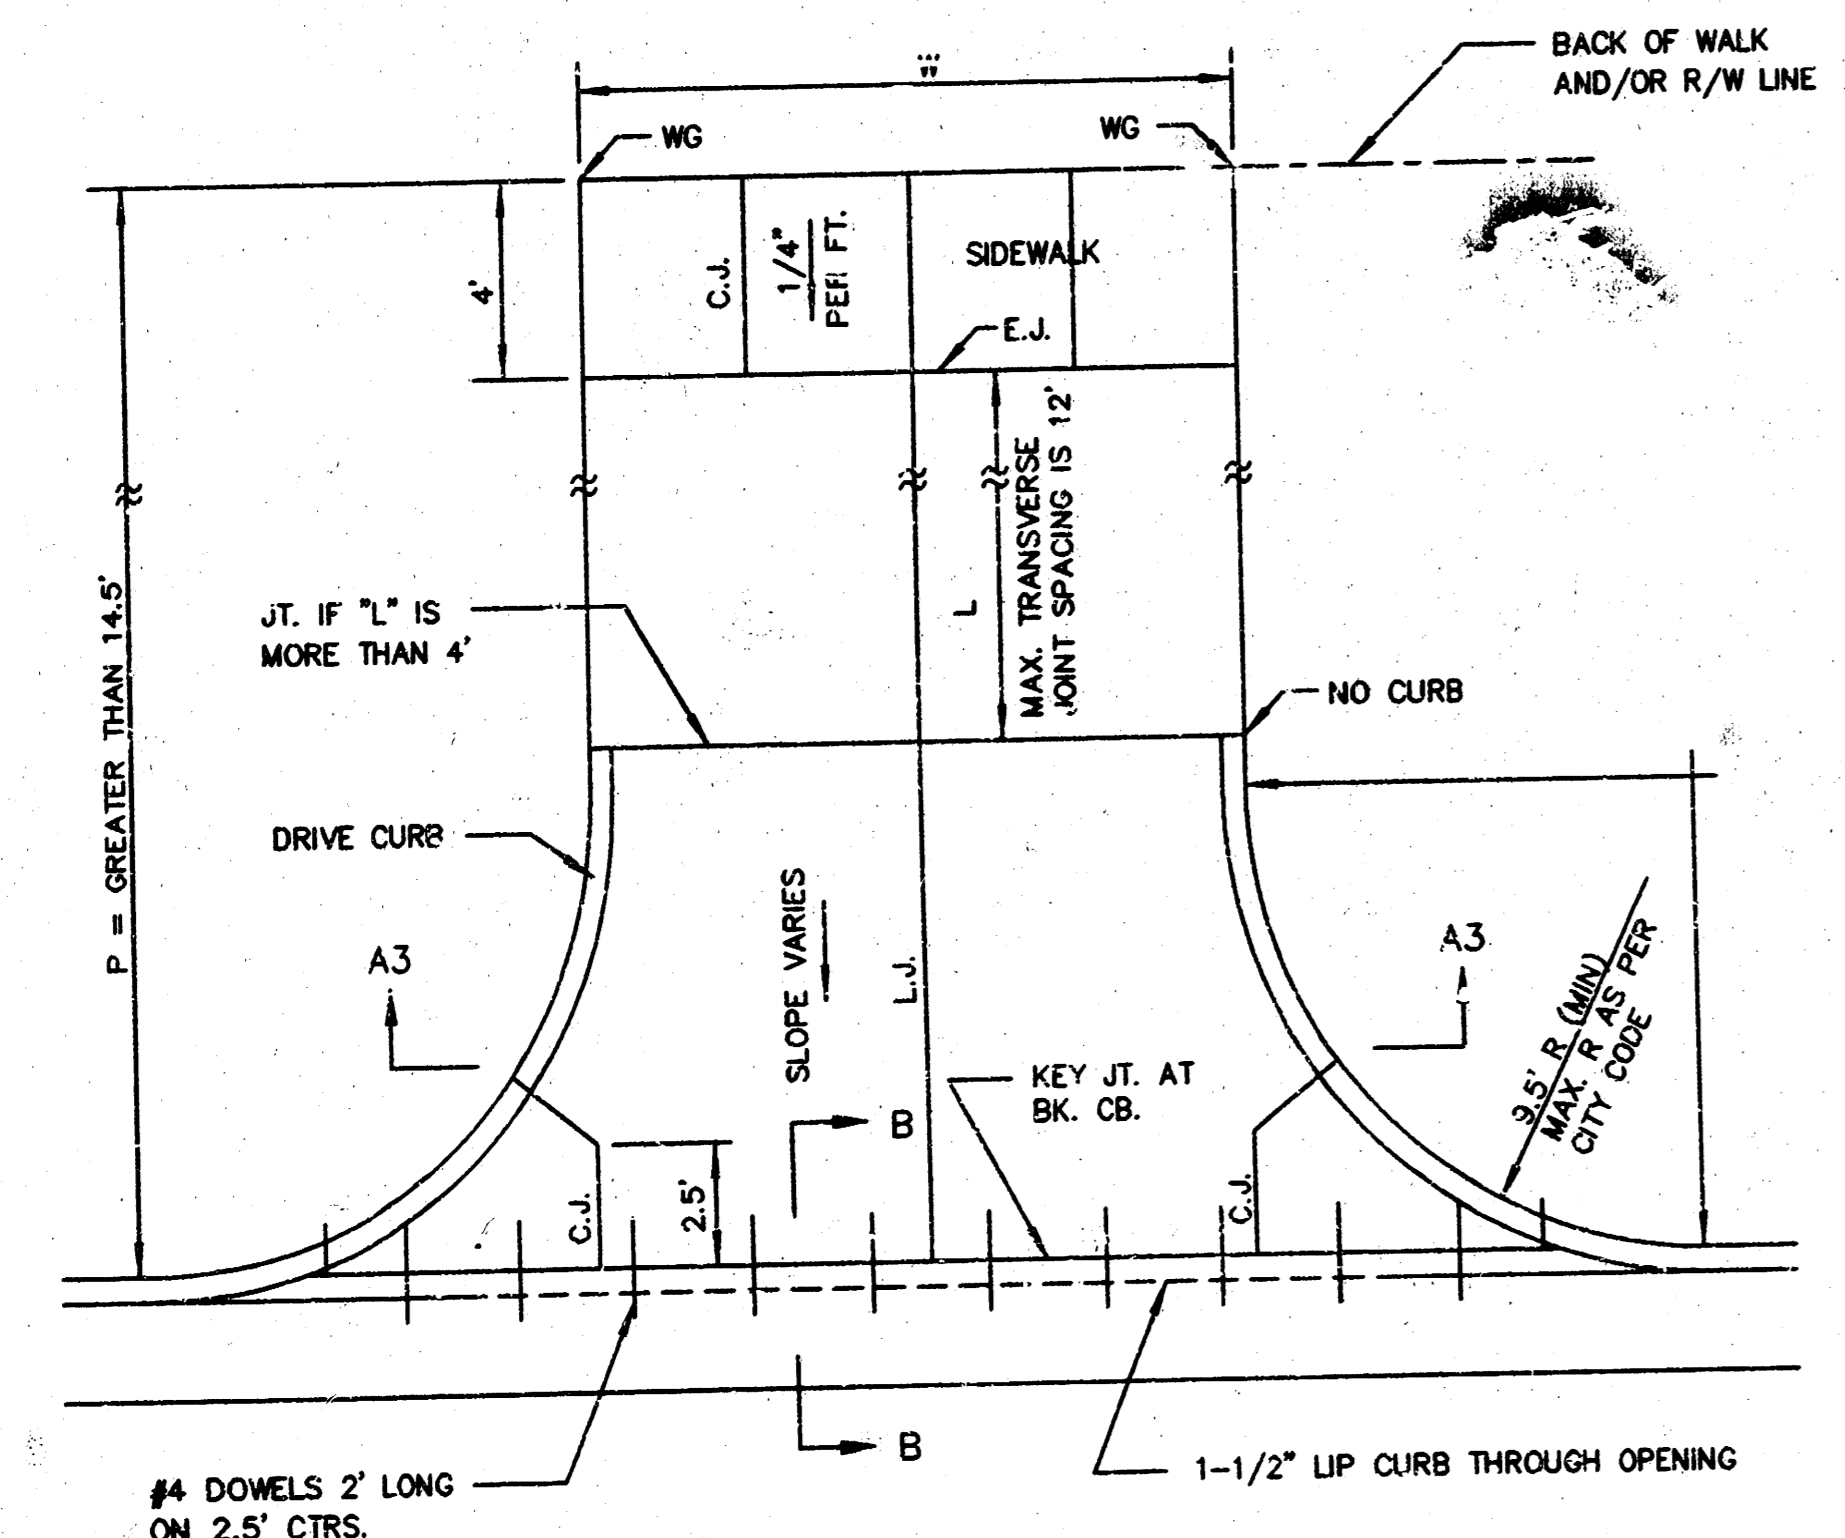 BACK OF WALK
AND/OR R/W LINE
W
WG
WG
4'
C.J.
1/4"
PER FT.
SIDEWALK
E.J.
L
MAX. TRANSVERSE
JOINT SPACING IS 12'
P = GREATER THAN 14.5'
JT. IF "L" IS
MORE THAN 4'
NO CURB
DRIVE CURB
SLOPE VARIES
L.J.
A3
A3
9.5' R (MIN)
MAX. R AS PER
CITY CODE
KEY JT. AT
BK. CB.
B
C.J.
2.5'
C.J.
B
#4 DOWELS 2' LONG
ON 2.5' CTRS.
1-1/2" LIP CURB THROUGH OPENING